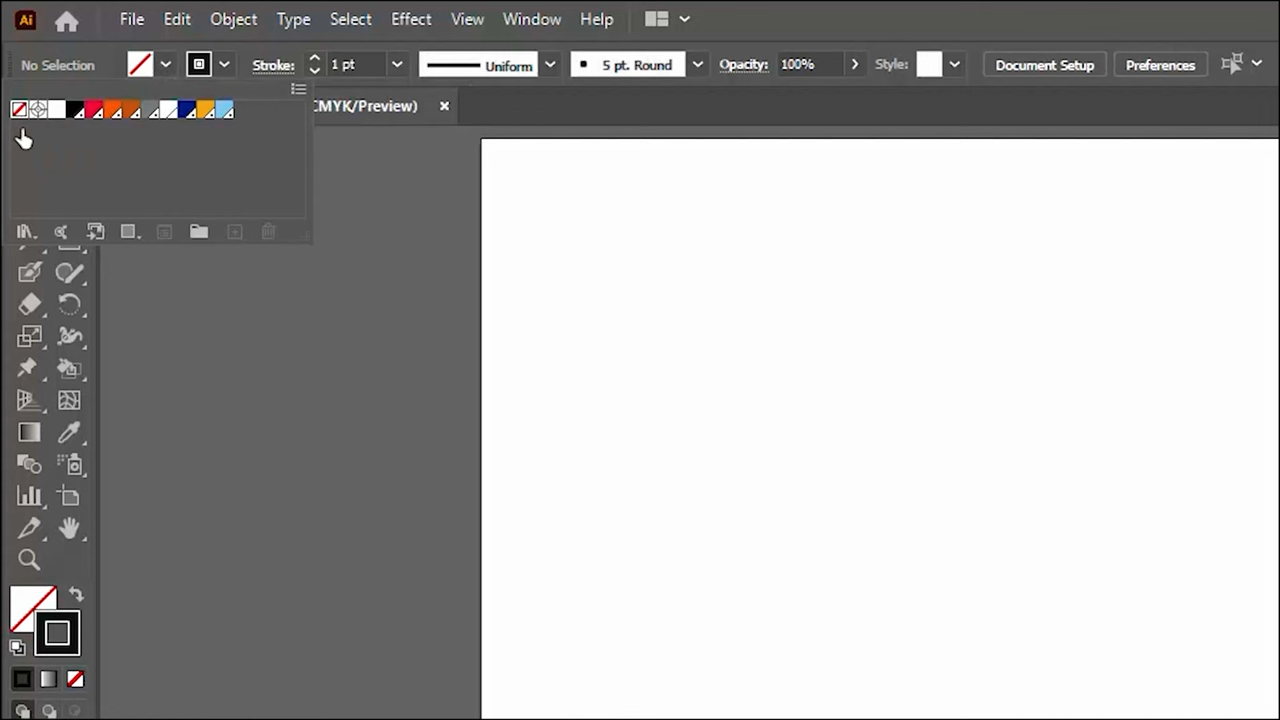 Ai File Edit Object Type Select Effect View Window Help
No Selection Stroke: 1 pt Uniform 5 pt. Round Opacity: 100% Style: Document Setup Preferences
CMYK/Preview)